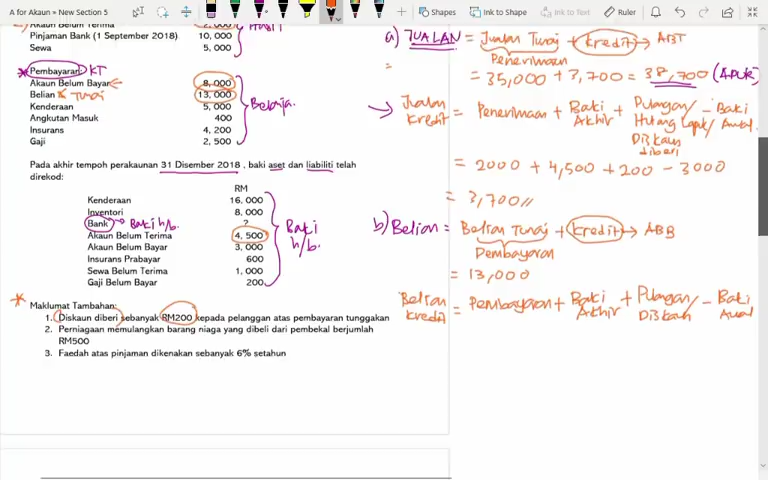 A for Akaun > New Section 5
Shapes
Ink to Shape
Ink to Text
Ruler
Akaun Belum Terima
Pinjaman Bank (1 September 2018) 10, 000
Sewa 5, 000
Hasil
* Pembayaran: KT
Akaun Belum Bayar 8, 000
Belian Tunai 13, 000
Kenderaan 5, 000
Angkutan Masuk 400
Insurans 4, 200
Gaji 2, 500
Belanja.
Pada akhir tempoh perakaunan 31 Disember 2018 , baki aset dan liabiliti telah
direkod:
RM
Kenderaan 16, 000
Inventori 8, 000
Bank → Baki h/b. ?
Akaun Belum Terima 4, 500
Akaun Belum Bayar 3, 000
Insurans Prabayar 600
Sewa Belum Terima 1, 000
Gaji Belum Bayar 200
Baki
h/b.
*
Maklumat Tambahan:
1. Diskaun diberi sebanyak RM200 kepada pelanggan atas pembayaran tunggakan
2. Perniagaan memulangkan barang niaga yang dibeli dari pembekal berjumlah
RM500
3. Faedah atas pinjaman dikenakan sebanyak 6% setahun
a) JUALAN = Jualan Tunai + Kredit → ABT
Penerimaan
=
= 35,000 + 3,700 = 38,700 (APUR)
→ Jualan Kredit = Penerimaan + Baki Akhir + Pulangan/ Hutang Lapuk/ Diskaun diberi - Baki Awal
= 2000 + 4,500 + 200 - 3000
= 3,700 //
b) Belian = Belian Tunai + Kredit → ABB
Pembayaran
= 13,000
Belian Kredit = Pembayaran + Baki Akhir + Pulangan/ Diskaun - Baki Awal